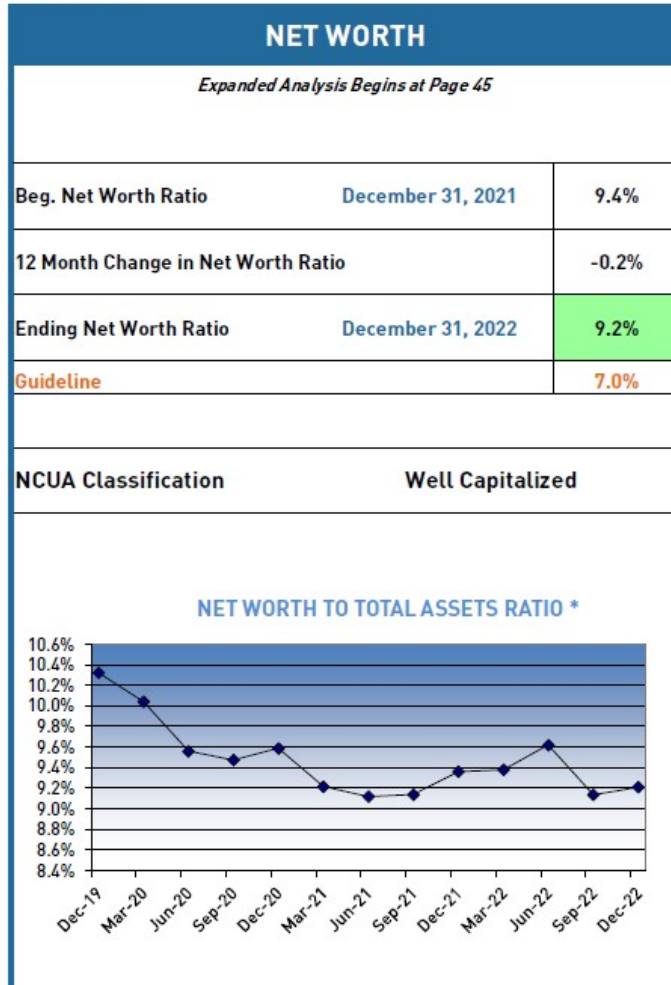 NET WORTH
Expanded Analysis Begins at Page 45
Beg. Net Worth Ratio December 31, 2021 9.4%
12 Month Change in Net Worth Ratio -0.2%
Ending Net Worth Ratio December 31, 2022 9.2%
Guideline 7.0%
NCUA Classification Well Capitalized
NET WORTH TO TOTAL ASSETS RATIO *
10.6%
10.4%
10.2%
10.0%
9.8%
9.6%
9.4%
9.2%
9.0%
8.8%
8.6%
8.4%
Dec-19 Mar-20 Jun-20 Sep-20 Dec-20 Mar-21 Jun-21 Sep-21 Dec-21 Mar-22 Jun-22 Sep-22 Dec-22